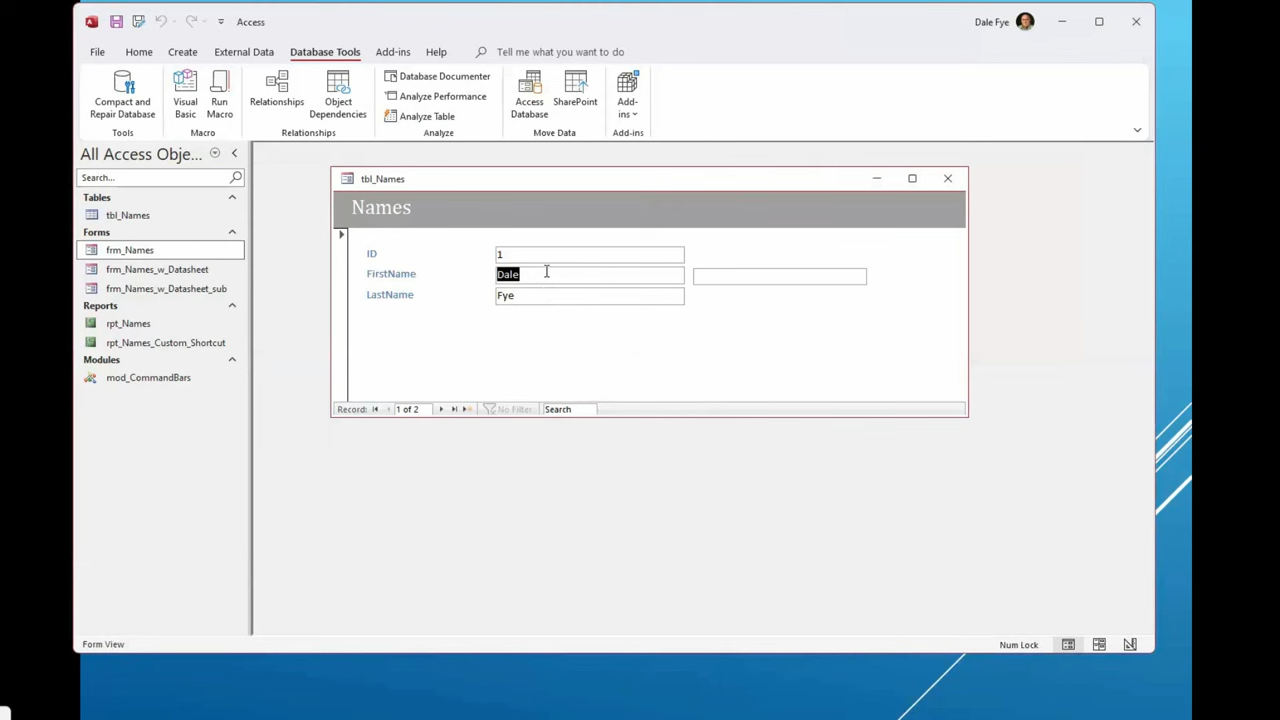 Access
Dale Fye
File Home Create External Data Database Tools Add-ins Help Tell me what you want to do
Compact and Repair Database
Visual Basic
Run Macro
Relationships
Object Dependencies
Database Documenter
Analyze Performance
Analyze Table
Access Database
SharePoint
Add-ins
Tools Macro Relationships Analyze Move Data Add-ins
All Access Obje...
Search...
Tables
tbl_Names
Forms
frm_Names
frm_Names_w_Datasheet
frm_Names_w_Datasheet_sub
Reports
rpt_Names
rpt_Names_Custom_Shortcut
Modules
mod_CommandBars
tbl_Names
Names
ID 1
FirstName Dale
LastName Fye
Record: 1 of 2 No Filter Search
Form View
Num Lock